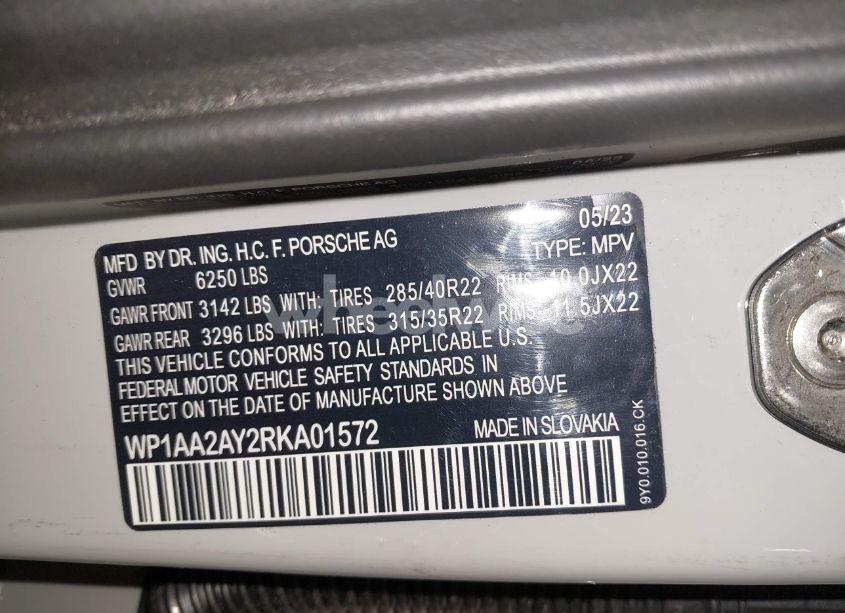 05/23
MFD BY DR. ING. H.C. F. PORSCHE AG
TYPE: MPV
GVWR 6250 LBS
GAWR FRONT 3142 LBS WITH: TIRES 285/40R22 RIMS 10.0JX22
GAWR REAR 3296 LBS WITH: TIRES 315/35R22 RIMS 11.5JX22
THIS VEHICLE CONFORMS TO ALL APPLICABLE U.S.
FEDERAL MOTOR VEHICLE SAFETY STANDARDS IN
EFFECT ON THE DATE OF MANUFACTURE SHOWN ABOVE
WP1AA2AY2RKA01572 MADE IN SLOVAKIA
9Y0.010.016.CK